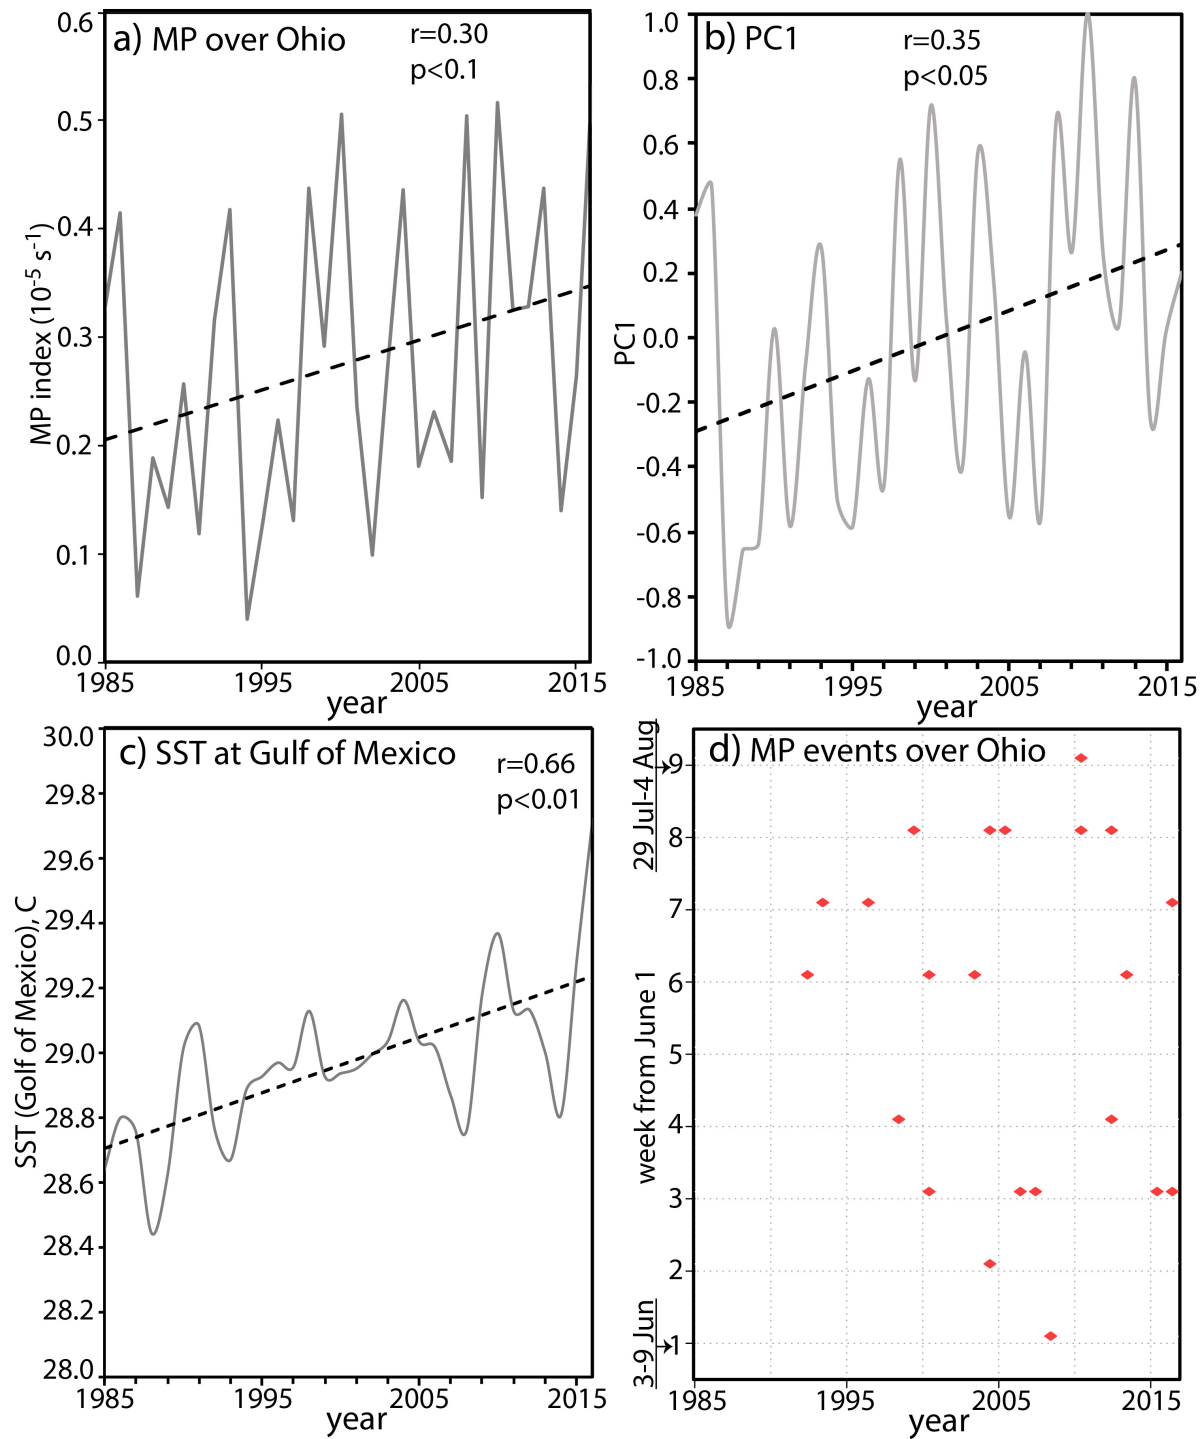 a) MP over Ohio
r=0.30
p<0.1
MP index (10-5 s-1)
0.6
0.5
0.4
0.3
0.2
0.1
0.0
1985 1995 2005 2015
year
b) PC1
r=0.35
p<0.05
PC1
1.0
0.8
0.6
0.4
0.2
0.0
-0.2
-0.4
-0.6
-0.8
-1.0
1985 1995 2005 2015
year
c) SST at Gulf of Mexico
r=0.66
p<0.01
SST (Golf of Mexico), C
30.0
29.8
29.6
29.4
29.2
29.0
28.8
28.6
28.4
28.2
28.0
1985 1995 2005 2015
year
d) MP events over Ohio
29 Jul-4 Aug
week from June 1
3-9 Jun
9
8
7
6
5
4
3
2
1
1985 1995 2005 2015
year